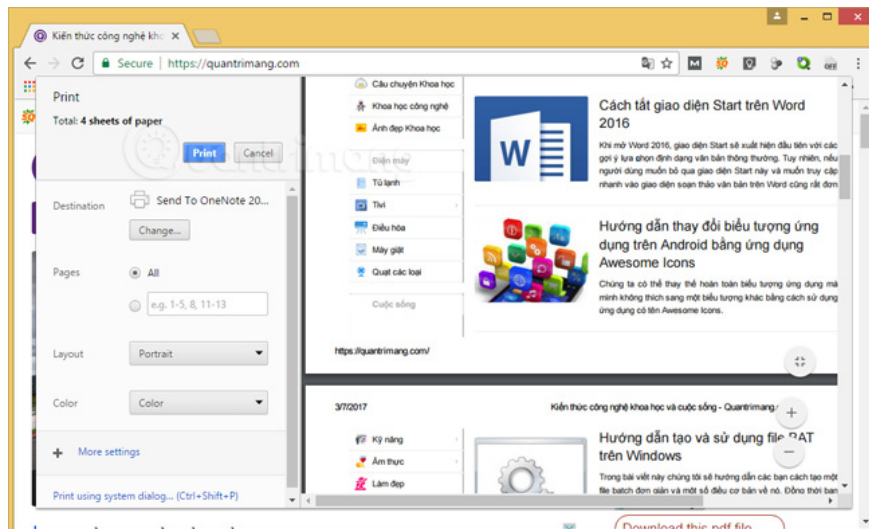 Kiến thức công nghệ kho
Secure | https://quantrimang.com
Print
Total: 4 sheets of paper
Print
Cancel
Destination
Send To OneNote 20...
Change...
Pages
All
e.g. 1-5, 8, 11-13
Layout
Portrait
Color
Color
More settings
Print using system dialog... (Ctrl+Shift+P)
quantrimang
Câu chuyện Khoa học
Khoa học công nghệ
Ảnh đẹp Khoa học
Điện máy
Tủ lạnh
Tivi
Điều hòa
Máy giặt
Quạt các loại
Cuộc sống
Cách tắt giao diện Start trên Word
2016
Khi mở Word 2016, giao diện Start sẽ xuất hiện đầu tiên với các
gợi ý lựa chọn định dạng văn bản thông thường. Tuy nhiên, nếu
người dùng muốn bỏ qua giao diện Start này và muốn truy cập
nhanh vào giao diện soạn thảo văn bản trên Word cũng rất đơn
Hướng dẫn thay đổi biểu tượng ứng
dụng trên Android bằng ứng dụng
Awesome Icons
Chúng ta có thể thay thế hoàn toàn biểu tượng ứng dụng mà
mình không thích sang một biểu tượng khác bằng cách sử dụng
ứng dụng có tên Awesome Icons.
https://quantrimang.com/
3/7/2017
Kiến thức công nghệ khoa học và cuộc sống - Quantrimang.
Kỹ năng
Ẩm thực
Làm đẹp
Hướng dẫn tạo và sử dụng file BAT
trên Windows
Trong bài viết này chúng tôi sẽ hướng dẫn các bạn cách tạo một
file batch đơn giản và một số điều cơ bản về nó. Đồng thời bạn
Download this pdf file